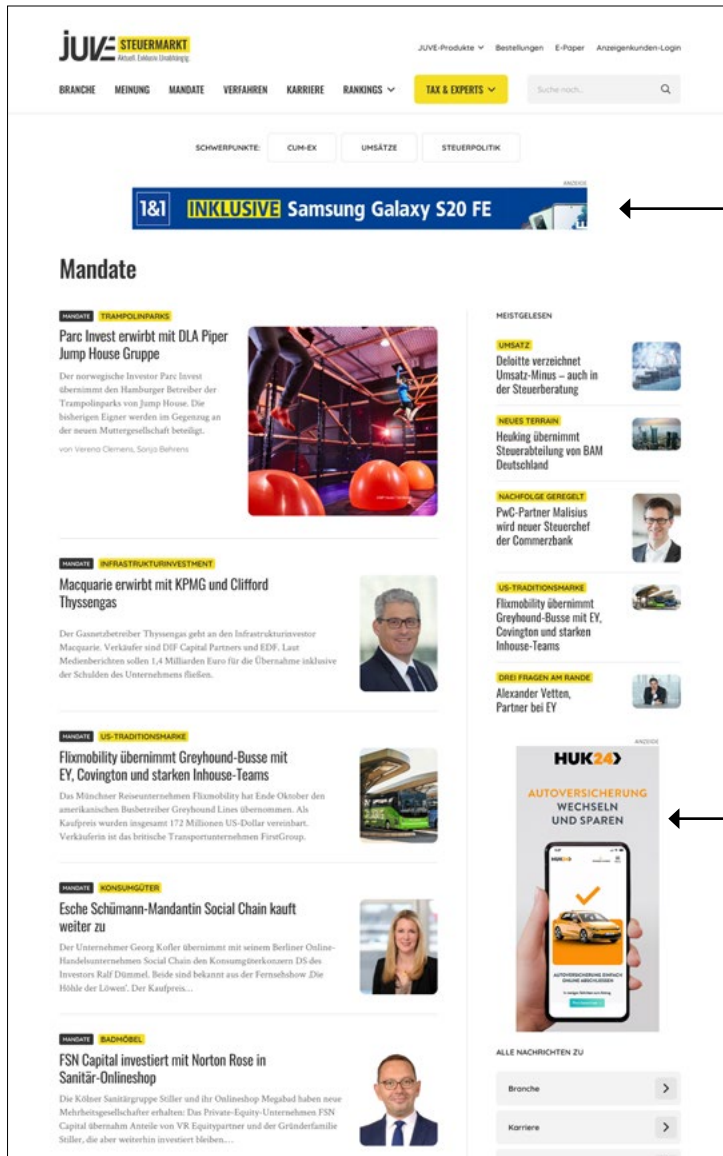 JUVE STEUERMARKT
Aktuell. Exklusiv. Unabhängig.
JUVE-Produkte Bestellungen E-Paper Anzeigenkunden-Login
BRANCHE MEINUNG MANDATE VERFAHREN KARRIERE RANKINGS TAX & EXPERTS Suche nach...
SCHWERPUNKTE: CUM-EX UMSÄTZE STEUERPOLITIK
ANZEIGE
1&1 INKLUSIVE Samsung Galaxy S20 FE
Mandate
MANDATE TRAMPOLINPARKS
Parc Invest erwirbt mit DLA Piper
Jump House Gruppe
Der norwegische Investor Parc Invest
übernimmt den Hamburger Betreiber der
Trampolinparks von Jump House. Die
bisherigen Eigner werden im Gegenzug an
der neuen Muttergesellschaft beteiligt.
von Verena Clemens, Sonja Behrens
MANDATE INFRASTRUKTURINVESTMENT
Macquarie erwirbt mit KPMG und Clifford
Thyssengas
Der Gasnetzbetreiber Thyssengas geht an den Infrastrukturinvestor
Macquarie. Verkäufer sind DIF Capital Partners und EDF. Laut
Medienberichten sollen 1,4 Milliarden Euro für die Übernahme inklusive
der Schulden des Unternehmens fließen.
MANDATE US-TRADITIONSMARKE
Flixmobility übernimmt Greyhound-Busse mit
EY, Covington und starken Inhouse-Teams
Das Münchner Reiseunternehmen Flixmobility hat Ende Oktober den
amerikanischen Busbetreiber Greyhound Lines übernommen. Als
Kaufpreis wurden insgesamt 172 Millionen US-Dollar vereinbart.
Verkäuferin ist das britische Transportunternehmen FirstGroup.
MANDATE KONSUMGÜTER
Esche Schümann-Mandantin Social Chain kauft
weiter zu
Der Unternehmer Georg Kofler übernimmt mit seinem Berliner Online-
Handelsunternehmen Social Chain den Konsumgüterkonzern DS des
Investors Ralf Dümmel. Beide sind bekannt aus der Fernsehshow ‚Die
Höhle der Löwen‘. Der Kaufpreis…
MANDATE BADMÖBEL
FSN Capital investiert mit Norton Rose in
Sanitär-Onlineshop
Die Kölner Sanitärgruppe Stiller und ihr Onlineshop Megabad haben neue
Mehrheitsgesellschafter erhalten: Das Private-Equity-Unternehmen FSN
Capital übernahm Anteile von VR Equitypartner und der Gründerfamilie
Stiller, die aber weiterhin investiert bleiben.…
MEISTGELESEN
UMSATZ
Deloitte verzeichnet
Umsatz-Minus – auch in
der Steuerberatung
NEUES TERRAIN
Heuking übernimmt
Steuerabteilung von BAM
Deutschland
NACHFOLGE GEREGELT
PwC-Partner Malisius
wird neuer Steuerchef
der Commerzbank
US-TRADITIONSMARKE
Flixmobility übernimmt
Greyhound-Busse mit EY,
Covington und starken
Inhouse-Teams
DREI FRAGEN AM RANDE
Alexander Vetten,
Partner bei EY
ANZEIGE
HUK24
AUTOVERSICHERUNG
WECHSELN
UND SPAREN
HUK24
AUTOVERSICHERUNG EINFACH
ONLINE ABSCHLIESSEN
ALLE NACHRICHTEN ZU
Branche
Karriere